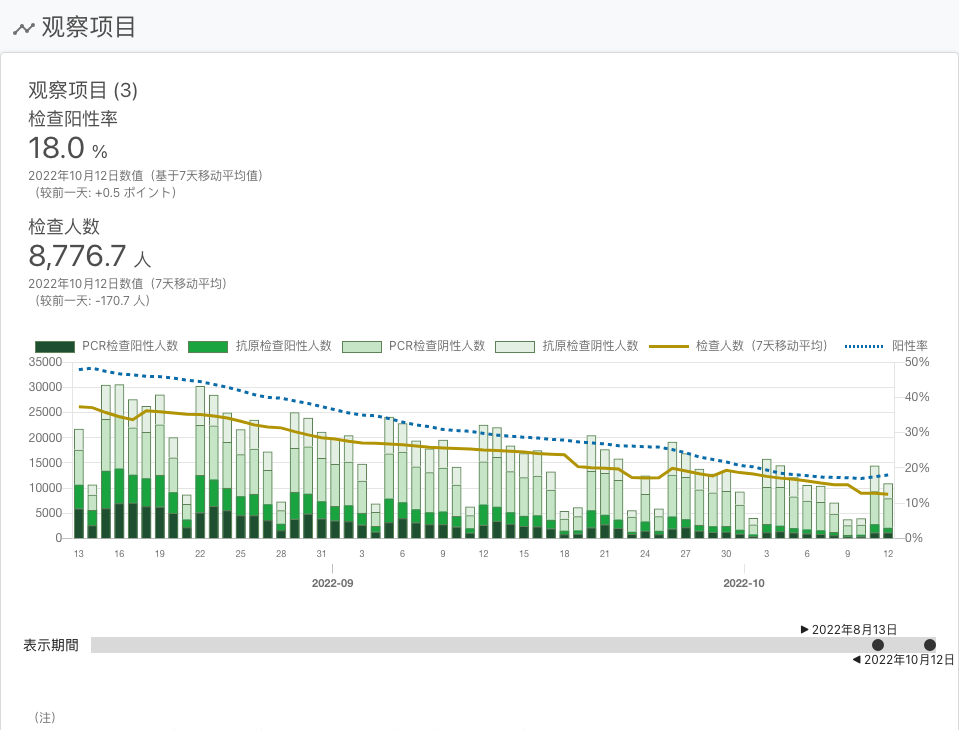 观察项目
观察项目 (3)
检查阳性率
18.0 %
2022年10月12日数值（基于7天移动平均值）
（较前一天: +0.5 ポイント）
检查人数
8,776.7 人
2022年10月12日数值（7天移动平均）
（较前一天: -170.7 人）
PCR检查阳性人数 抗原检查阳性人数 PCR检查阴性人数 抗原检查阴性人数 检查人数（7天移动平均） 阳性率
35000 50%
30000 40%
25000 30%
20000 20%
15000 10%
10000 0%
5000
0
13 16 19 22 25 28 31 3 6 9 12 15 18 21 24 27 30 3 6 9 12
2022-09 2022-10
▶ 2022年8月13日
表示期間
◀ 2022年10月12日
（注）